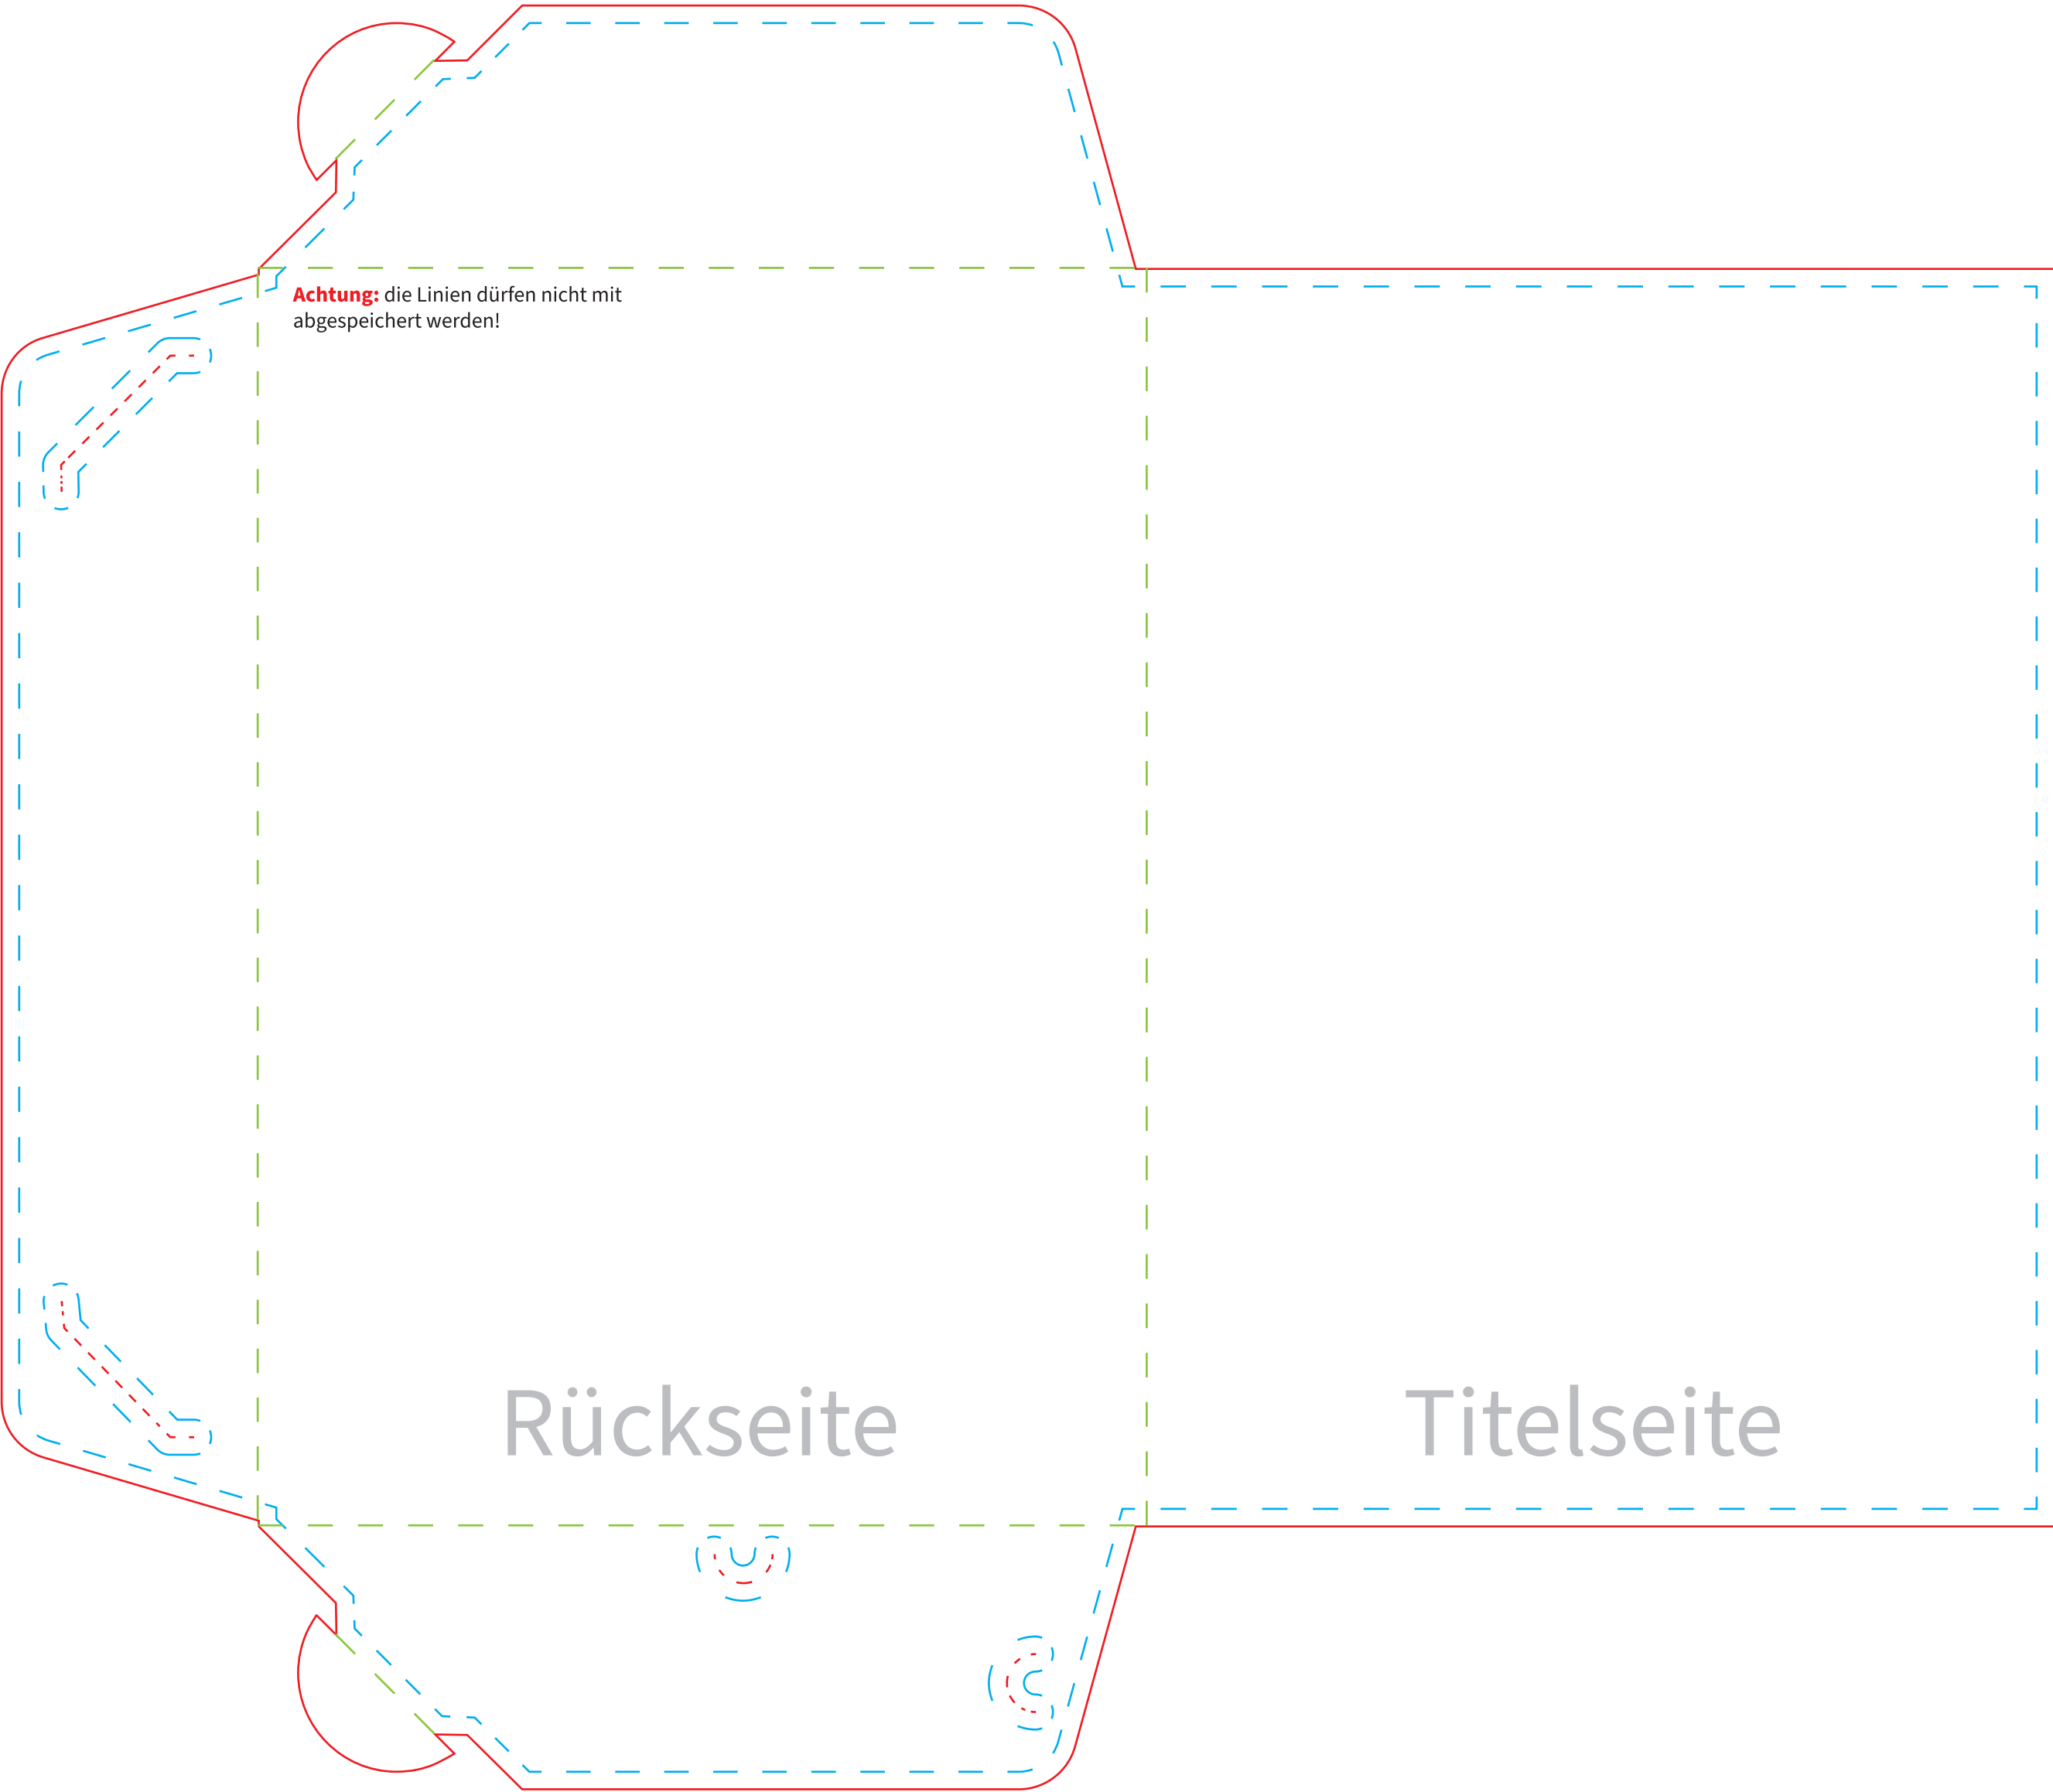 Achtung: die Linien dürfen nicht mit
abgespeichert werden!
Rückseite
Titelseite